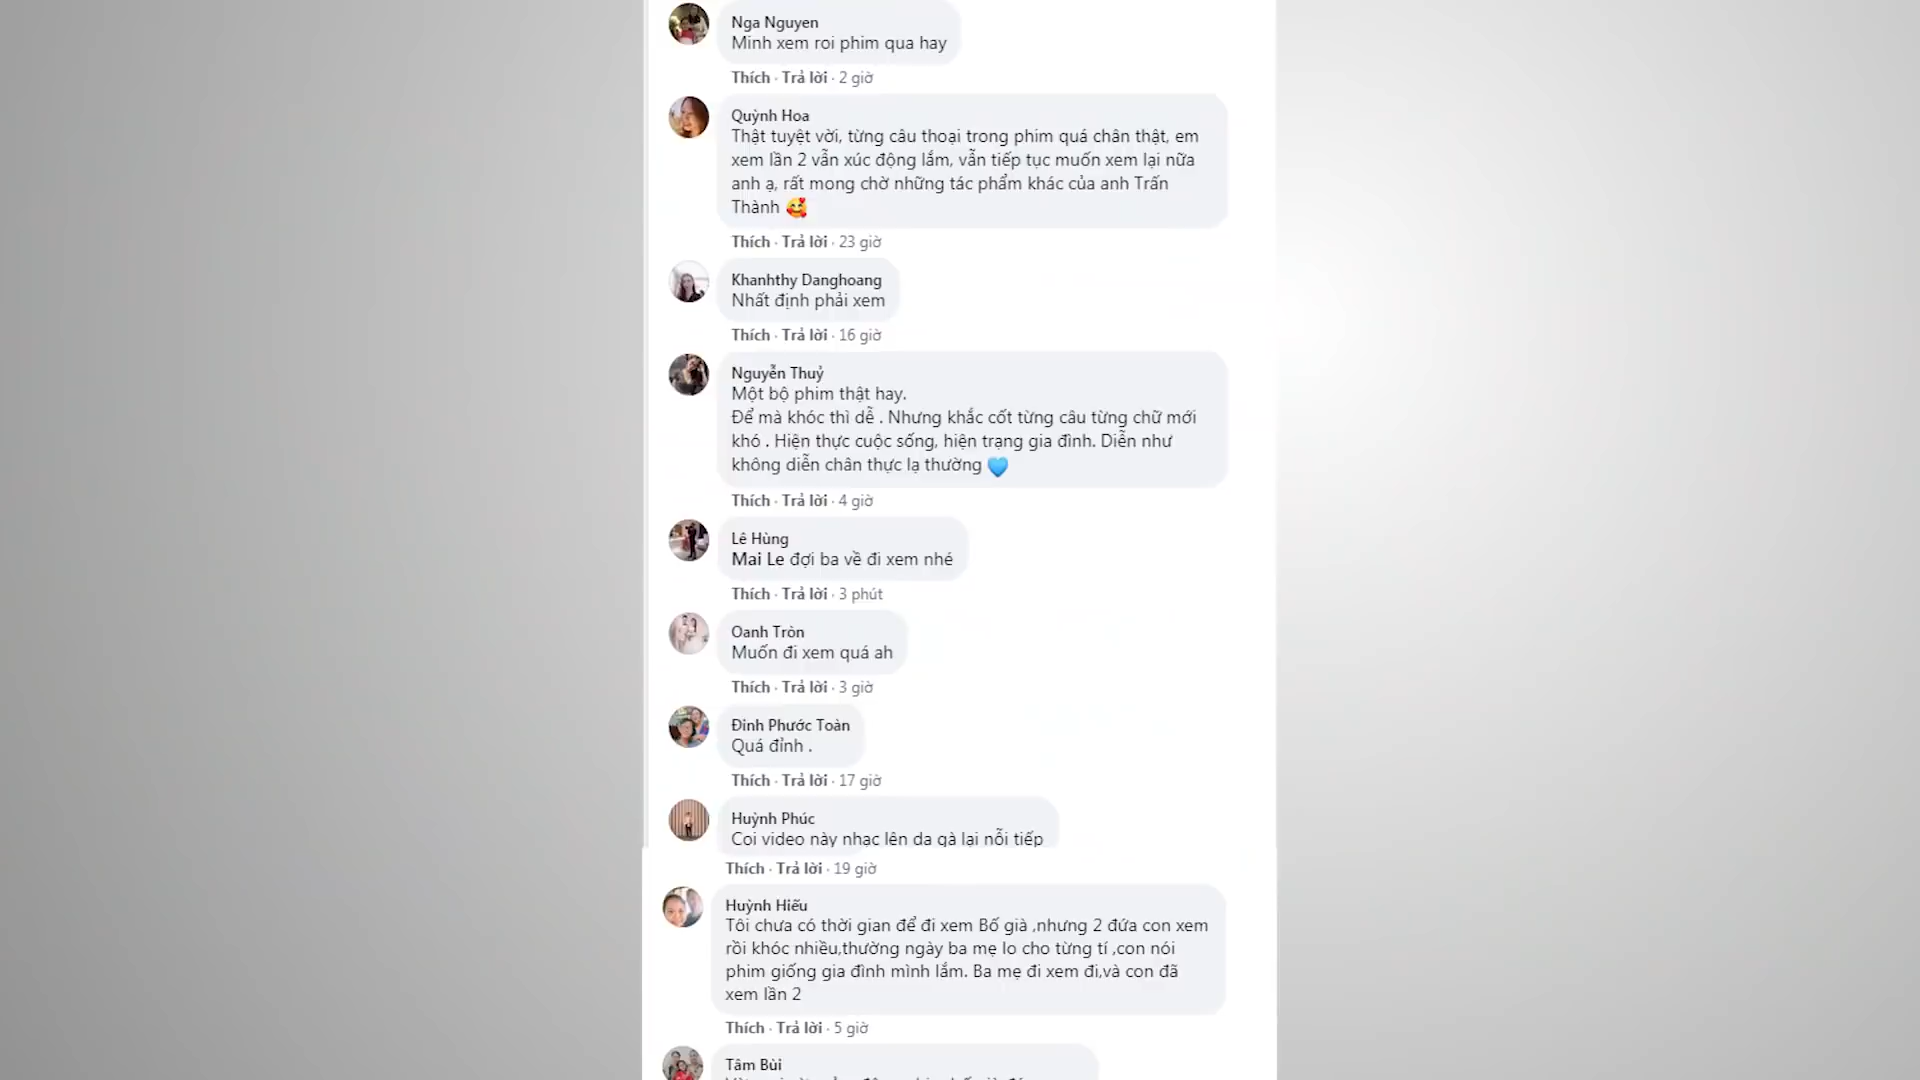 Nga Nguyen
Minh xem roi phim qua hay
Thích · Trả lời · 2 giờ
Quỳnh Hoa
Thật tuyệt vời, từng câu thoại trong phim quá chân thật, em
xem lần 2 vẫn xúc động lắm, vẫn tiếp tục muốn xem lại nữa
anh ạ, rất mong chờ những tác phẩm khác của anh Trấn
Thành 🥰
Thích · Trả lời · 23 giờ
Khanhthy Danghoang
Nhất định phải xem
Thích · Trả lời · 16 giờ
Nguyễn Thuỷ
Một bộ phim thật hay.
Để mà khóc thì dễ . Nhưng khắc cốt từng câu từng chữ mới
khó . Hiện thực cuộc sống, hiện trạng gia đình. Diễn như
không diễn chân thực lạ thường 💙
Thích · Trả lời · 4 giờ
Lê Hùng
Mai Le đợi ba về đi xem nhé
Thích · Trả lời · 3 phút
Oanh Tròn
Muốn đi xem quá ah
Thích · Trả lời · 3 giờ
Đinh Phước Toàn
Quá đỉnh .
Thích · Trả lời · 17 giờ
Huỳnh Phúc
Coi video này nhạc lên da gà lại nỗi tiếp
Thích · Trả lời · 19 giờ
Huỳnh Hiếu
Tôi chưa có thời gian để đi xem Bố già ,nhưng 2 đứa con xem
rồi khóc nhiều,thường ngày ba mẹ lo cho từng tí ,con nói
phim giống gia đình mình lắm. Ba mẹ đi xem đi,và con đã
xem lần 2
Thích · Trả lời · 5 giờ
Tâm Bùi